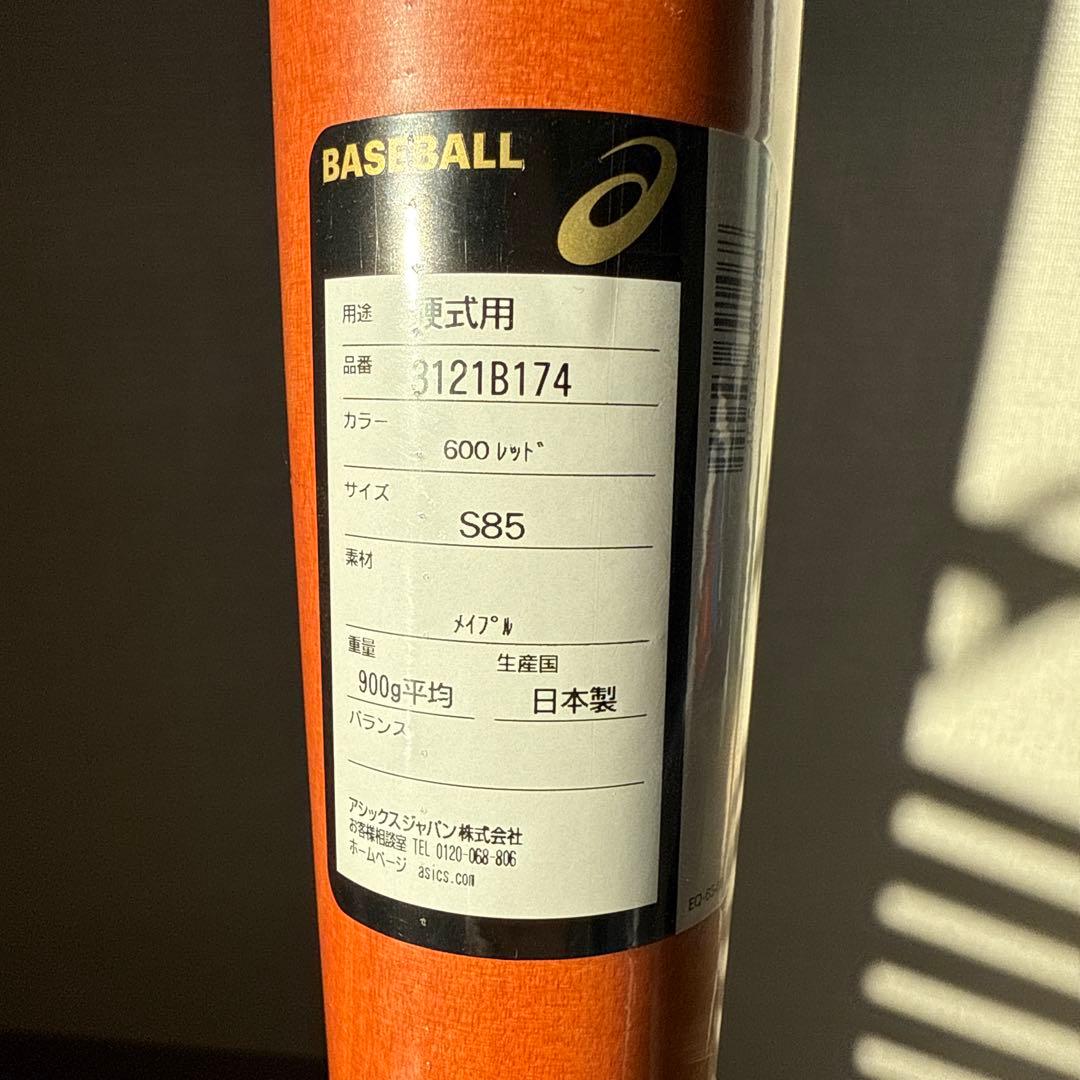 BASEBALL
用途 硬式用
品番 3121B174
カラー
600 ﾚｯﾄﾞ
サイズ
S85
素材
ﾒｲﾌﾟﾙ
重量 生産国
900g平均 日本製
バランス
アシックスジャパン株式会社
お客様相談室 TEL 0120-068-806
ホームページ asics.com